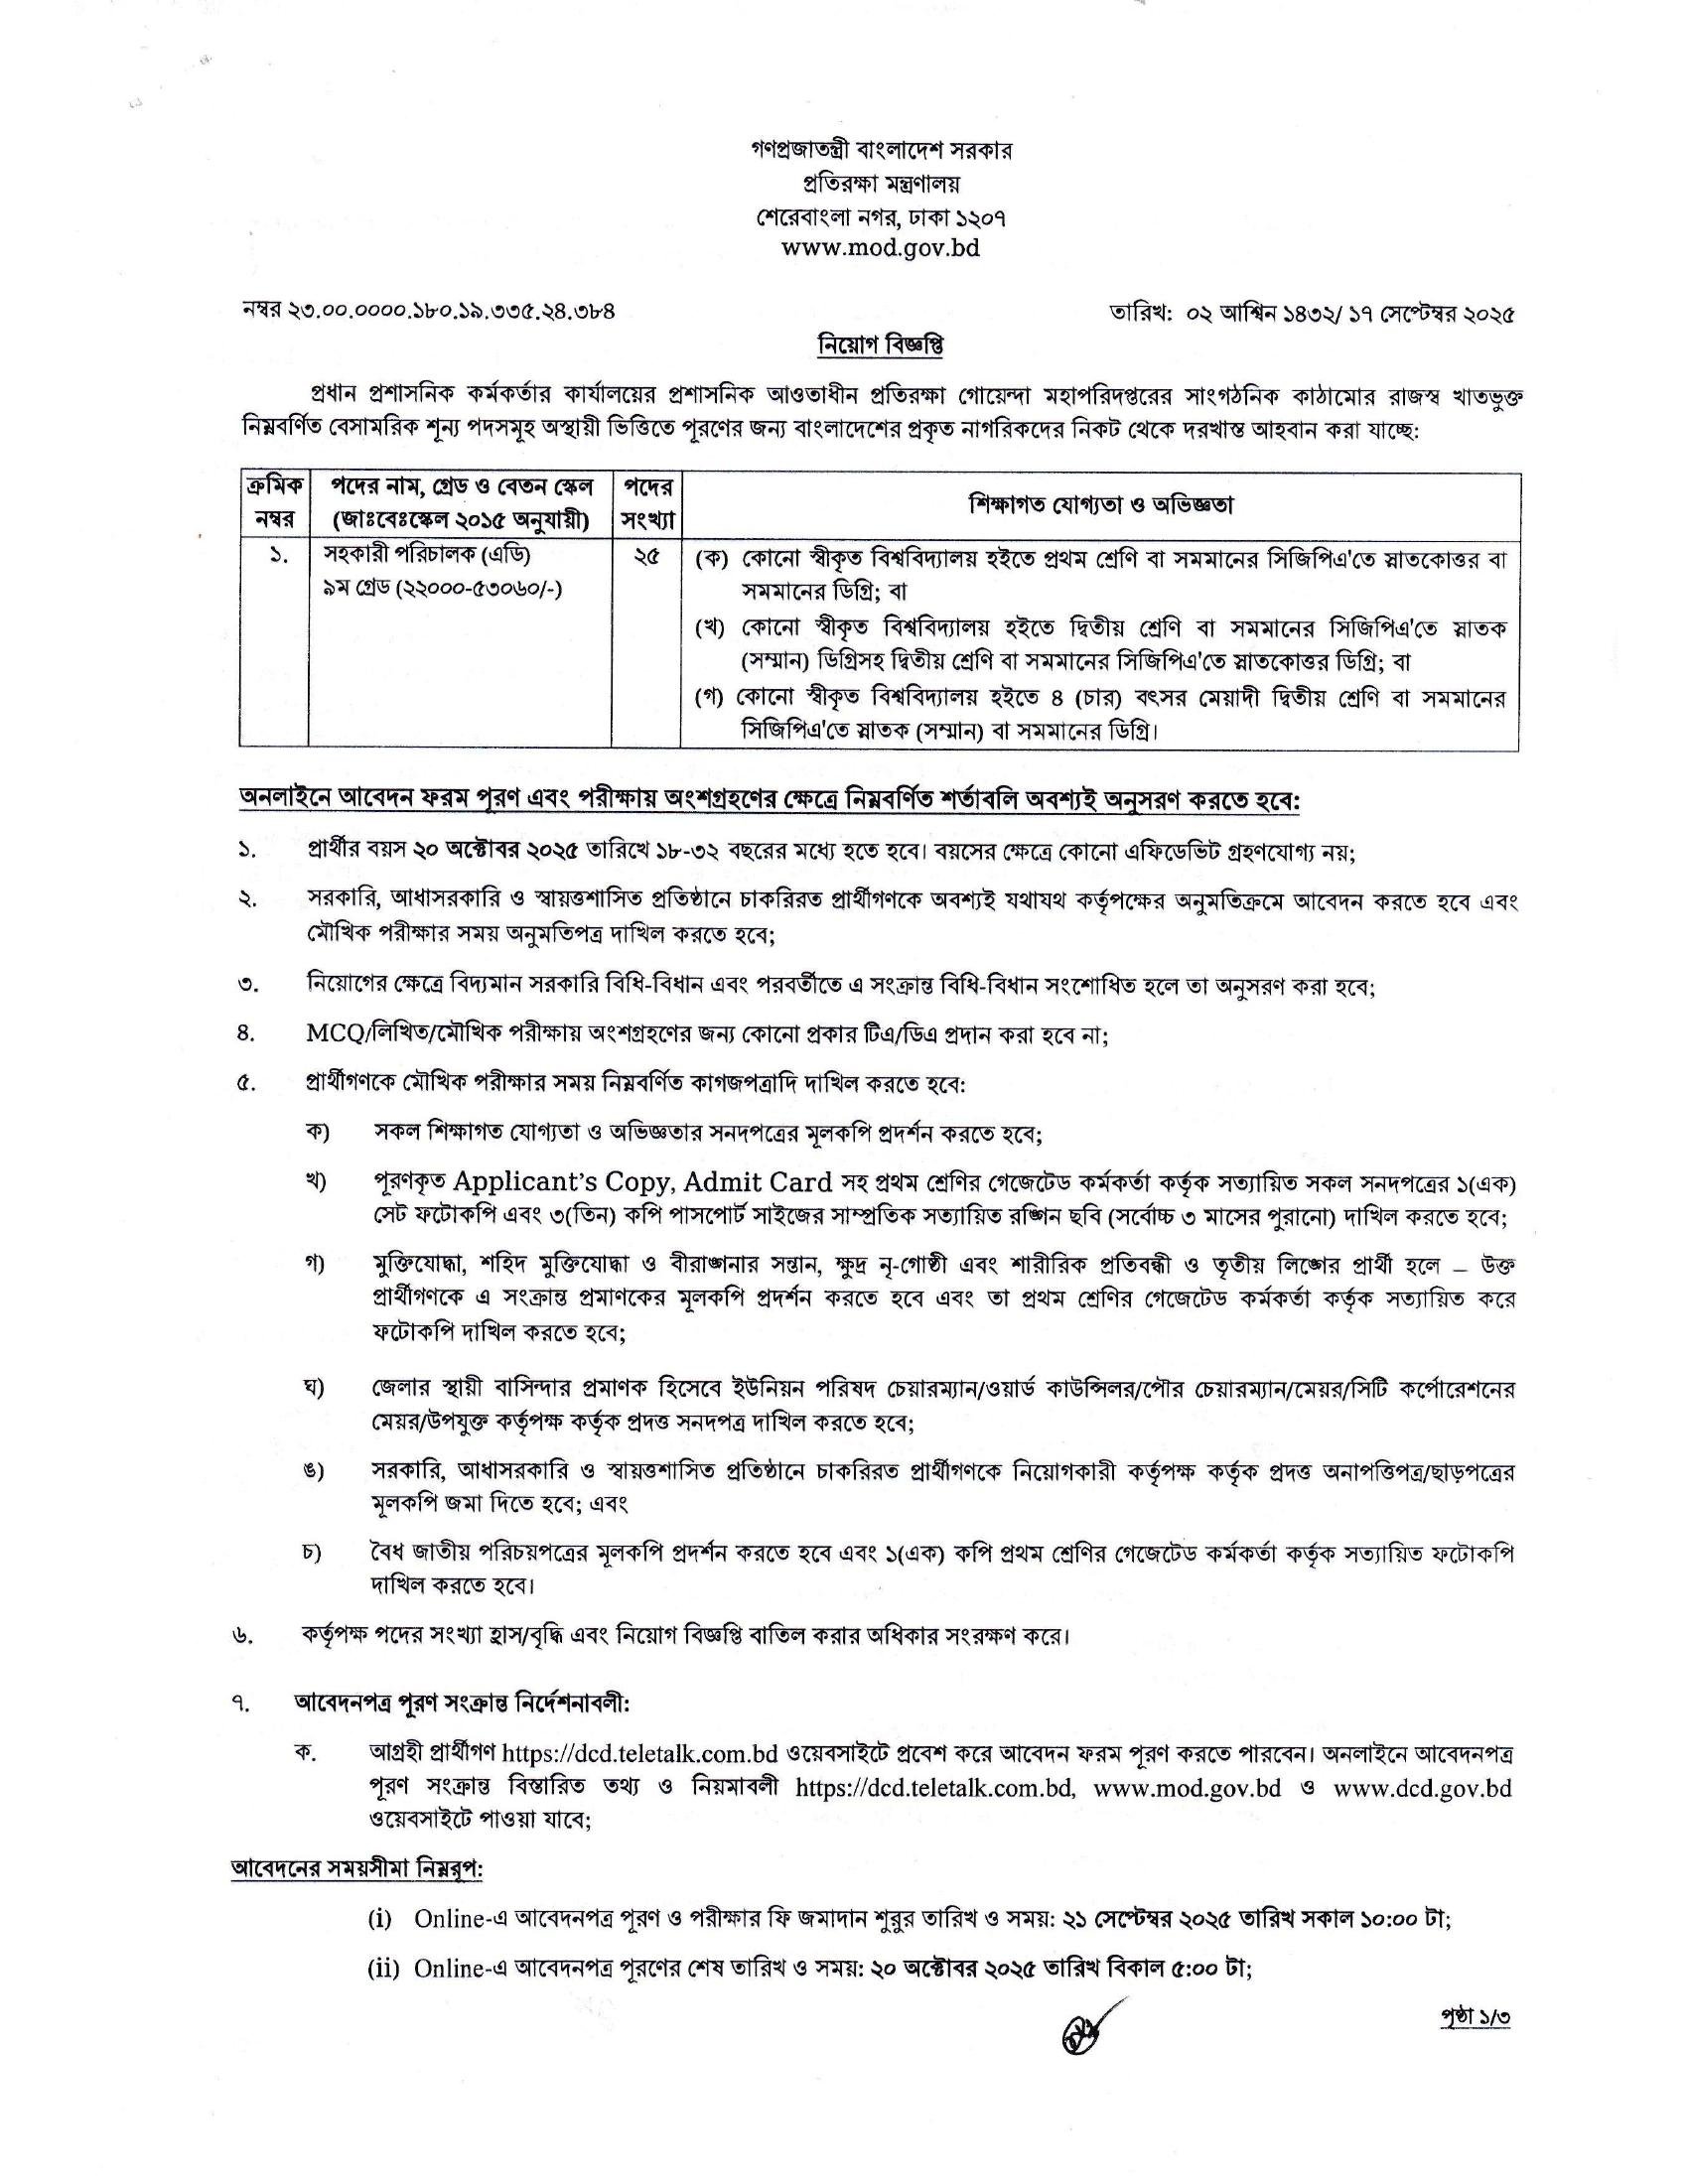 গণপ্রজাতন্ত্রী বাংলাদেশ সরকার
প্রতিরক্ষা মন্ত্রণালয়
শেরেবাংলা নগর, ঢাকা ১২০৭
www.mod.gov.bd
নম্বর ২৩.০০.০০০০.১৮০.১৯.৩৩৫.২৪.৩৮৪
তারিখ: ০২ আশ্বিন ১৪৩২/ ১৭ সেপ্টেম্বর ২০২৫
নিয়োগ বিজ্ঞপ্তি
প্রধান প্রশাসনিক কর্মকর্তার কার্যালয়ের প্রশাসনিক আওতাধীন প্রতিরক্ষা গোয়েন্দা মহাপরিদপ্তরের সাংগঠনিক কাঠামোর রাজস্ব খাতভুক্ত
নিম্নবর্ণিত বেসামরিক শূন্য পদসমূহ অস্থায়ী ভিত্তিতে পূরণের জন্য বাংলাদেশের প্রকৃত নাগরিকদের নিকট থেকে দরখাস্ত আহবান করা যাচ্ছে:
ক্রমিক নম্বর
পদের নাম, গ্রেড ও বেতন স্কেল
(জাঃবেঃস্কেল ২০১৫ অনুযায়ী)
পদের সংখ্যা
শিক্ষাগত যোগ্যতা ও অভিজ্ঞতা
১.
সহকারী পরিচালক (এডি)
৯ম গ্রেড (২২০০০-৫৩০৬০/-)
২৫
(ক) কোনো স্বীকৃত বিশ্ববিদ্যালয় হইতে প্রথম শ্রেণি বা সমমানের সিজিপিএ'তে স্নাতকোত্তর বা
সমমানের ডিগ্রি; বা
(খ) কোনো স্বীকৃত বিশ্ববিদ্যালয় হইতে দ্বিতীয় শ্রেণি বা সমমানের সিজিপিএ'তে স্নাতক
(সম্মান) ডিগ্রিসহ দ্বিতীয় শ্রেণি বা সমমানের সিজিপিএ'তে স্নাতকোত্তর ডিগ্রি; বা
(গ) কোনো স্বীকৃত বিশ্ববিদ্যালয় হইতে ৪ (চার) বৎসর মেয়াদী দ্বিতীয় শ্রেণি বা সমমানের
সিজিপিএ'তে স্নাতক (সম্মান) বা সমমানের ডিগ্রি।
অনলাইনে আবেদন ফরম পূরণ এবং পরীক্ষায় অংশগ্রহণের ক্ষেত্রে নিম্নবর্ণিত শর্তাবলি অবশ্যই অনুসরণ করতে হবে:
১. প্রার্থীর বয়স ২০ অক্টোবর ২০২৫ তারিখে ১৮-৩২ বছরের মধ্যে হতে হবে। বয়সের ক্ষেত্রে কোনো এফিডেভিট গ্রহণযোগ্য নয়;
২. সরকারি, আধাসরকারি ও স্বায়ত্তশাসিত প্রতিষ্ঠানে চাকরিরত প্রার্থীগণকে অবশ্যই যথাযথ কর্তৃপক্ষের অনুমতিক্রমে আবেদন করতে হবে এবং
মৌখিক পরীক্ষার সময় অনুমতিপত্র দাখিল করতে হবে;
৩. নিয়োগের ক্ষেত্রে বিদ্যমান সরকারি বিধি-বিধান এবং পরবর্তীতে এ সংক্রান্ত বিধি-বিধান সংশোধিত হলে তা অনুসরণ করা হবে;
৪. MCQ/লিখিত/মৌখিক পরীক্ষায় অংশগ্রহণের জন্য কোনো প্রকার টিএ/ডিএ প্রদান করা হবে না;
৫. প্রার্থীগণকে মৌখিক পরীক্ষার সময় নিম্নবর্ণিত কাগজপত্রাদি দাখিল করতে হবে:
ক) সকল শিক্ষাগত যোগ্যতা ও অভিজ্ঞতার সনদপত্রের মূলকপি প্রদর্শন করতে হবে;
খ) পূরণকৃত Applicant's Copy, Admit Card সহ প্রথম শ্রেণির গেজেটেড কর্মকর্তা কর্তৃক সত্যায়িত সকল সনদপত্রের ১(এক)
সেট ফটোকপি এবং ৩(তিন) কপি পাসপোর্ট সাইজের সাম্প্রতিক সত্যায়িত রঙ্গিন ছবি (সর্বোচ্চ ৩ মাসের পুরানো) দাখিল করতে হবে;
গ) মুক্তিযোদ্ধা, শহিদ মুক্তিযোদ্ধা ও বীরাঙ্গনার সন্তান, ক্ষুদ্র নৃ-গোষ্ঠী এবং শারীরিক প্রতিবন্ধী ও তৃতীয় লিঙ্গের প্রার্থী হলে – উক্ত
প্রার্থীগণকে এ সংক্রান্ত প্রমাণকের মূলকপি প্রদর্শন করতে হবে এবং তা প্রথম শ্রেণির গেজেটেড কর্মকর্তা কর্তৃক সত্যায়িত করে
ফটোকপি দাখিল করতে হবে;
ঘ) জেলার স্থায়ী বাসিন্দার প্রমাণক হিসেবে ইউনিয়ন পরিষদ চেয়ারম্যান/ওয়ার্ড কাউন্সিলর/পৌর চেয়ারম্যান/মেয়র/সিটি কর্পোরেশনের
মেয়র/উপযুক্ত কর্তৃপক্ষ কর্তৃক প্রদত্ত সনদপত্র দাখিল করতে হবে;
ঙ) সরকারি, আধাসরকারি ও স্বায়ত্তশাসিত প্রতিষ্ঠানে চাকরিরত প্রার্থীগণকে নিয়োগকারী কর্তৃপক্ষ কর্তৃক প্রদত্ত অনাপত্তিপত্র/ছাড়পত্রের
মূলকপি জমা দিতে হবে; এবং
চ) বৈধ জাতীয় পরিচয়পত্রের মূলকপি প্রদর্শন করতে হবে এবং ১(এক) কপি প্রথম শ্রেণির গেজেটেড কর্মকর্তা কর্তৃক সত্যায়িত ফটোকপি
দাখিল করতে হবে।
৬. কর্তৃপক্ষ পদের সংখ্যা হ্রাস/বৃদ্ধি এবং নিয়োগ বিজ্ঞপ্তি বাতিল করার অধিকার সংরক্ষণ করে।
৭. আবেদনপত্র পূরণ সংক্রান্ত নির্দেশনাবলী:
ক. আগ্রহী প্রার্থীগণ https://dcd.teletalk.com.bd ওয়েবসাইটে প্রবেশ করে আবেদন ফরম পূরণ করতে পারবেন। অনলাইনে আবেদনপত্র
পূরণ সংক্রান্ত বিস্তারিত তথ্য ও নিয়মাবলী https://dcd.teletalk.com.bd, www.mod.gov.bd ও www.dcd.gov.bd
ওয়েবসাইটে পাওয়া যাবে;
আবেদনের সময়সীমা নিম্নরূপ:
(i) Online-এ আবেদনপত্র পূরণ ও পরীক্ষার ফি জমাদান শুরুর তারিখ ও সময়: ২১ সেপ্টেম্বর ২০২৫ তারিখ সকাল ১০:০০ টা;
(ii) Online-এ আবেদনপত্র পূরণের শেষ তারিখ ও সময়: ২০ অক্টোবর ২০২৫ তারিখ বিকাল ৫:০০ টা;
পৃষ্ঠা ১/৩